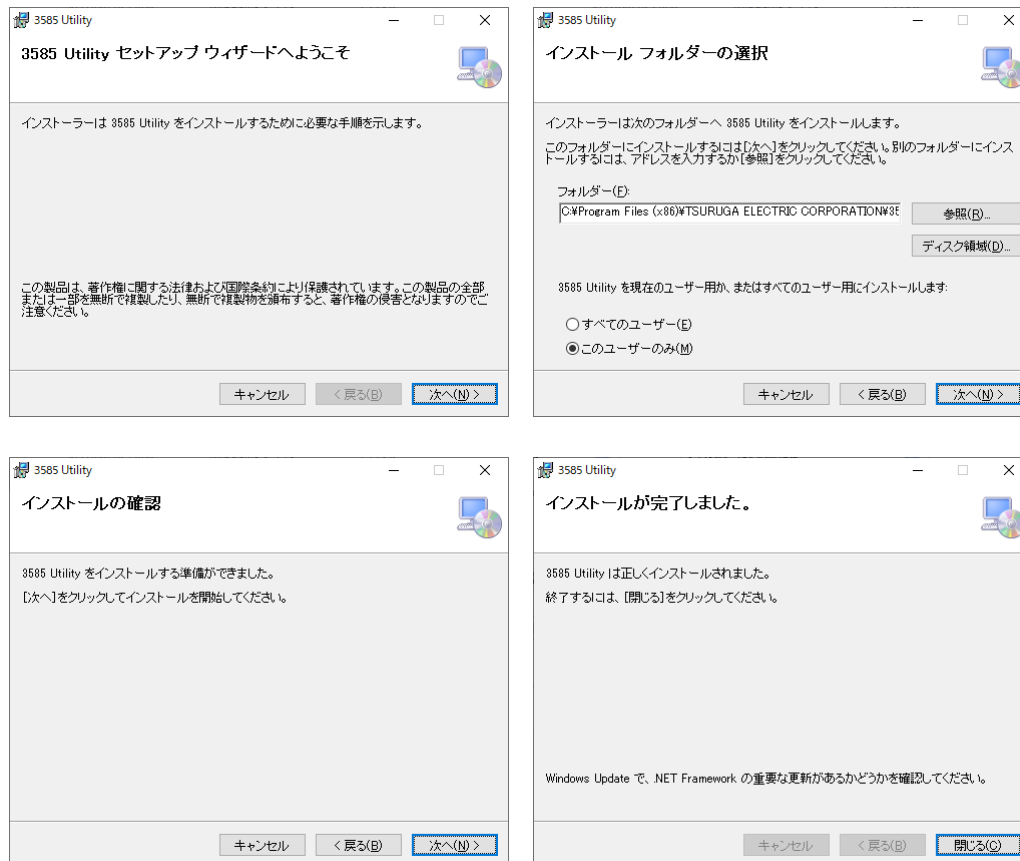 3585 Utility
3585 Utility セットアップ ウィザードへようこそ
インストーラーは 3585 Utility をインストールするために必要な手順を示します。
この製品は、著作権に関する法律および国際条約により保護されています。この製品の全部
または一部を無断で複製したり、無断で複製物を頒布すると、著作権の侵害となりますのでご
注意ください。
キャンセル
< 戻る(B)
次へ(N) >
3585 Utility
インストール フォルダーの選択
インストーラーは次のフォルダーへ 3585 Utility をインストールします。
このフォルダーにインストールするには[次へ]をクリックしてください。別のフォルダーにインス
トールするには、アドレスを入力するか[参照]をクリックしてください。
フォルダー(F):
C:¥Program Files (x86)¥TSURUGA ELECTRIC CORPORATION¥35
参照(R)...
ディスク領域(D)...
3585 Utility を現在のユーザー用か、またはすべてのユーザー用にインストールします:
すべてのユーザー(E)
このユーザーのみ(M)
キャンセル
< 戻る(B)
次へ(N) >
3585 Utility
インストールの確認
3585 Utility をインストールする準備ができました。
[次へ]をクリックしてインストールを開始してください。
キャンセル
< 戻る(B)
次へ(N) >
3585 Utility
インストールが完了しました。
3585 Utility は正しくインストールされました。
終了するには、[閉じる]をクリックしてください。
Windows Update で、.NET Framework の重要な更新があるかどうかを確認してください。
キャンセル
< 戻る(B)
閉じる(C)